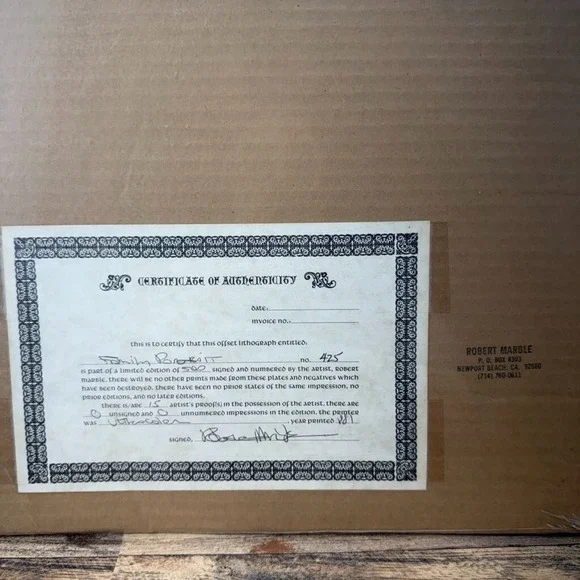 CERTIFICATE OF AUTHENTICITY
date:
invoice no.
this is to certify that this offset lithograph entitled:
Family Portrait no. 425
is part of a limited edition of 500 signed and numbered by the artist, robert
marble. there will be no other prints made from these plates and negatives which
have been destroyed. there have been no prior states of the same impression, no
prior editions, and no later editions.
there is/are 15 artist's proof(s) in the possession of the artist. there are
0 unsigned and 0 unnumbered impressions in the edition. the printer
was year printed
signed,
ROBERT MARBLE
P. O. BOX
NEWPORT BEACH, CA.
(714)